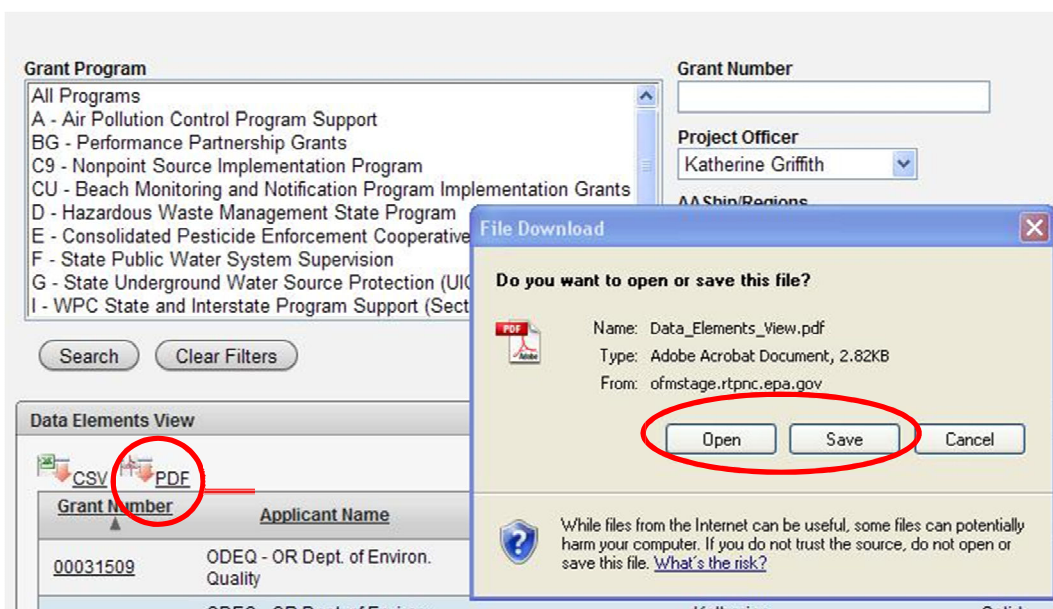 Grant Program
All Programs
A - Air Pollution Control Program Support
BG - Performance Partnership Grants
C9 - Nonpoint Source Implementation Program
CU - Beach Monitoring and Notification Program Implementation Grants
D - Hazardous Waste Management State Program
E - Consolidated Pesticide Enforcement Cooperative
F - State Public Water System Supervision
G - State Underground Water Source Protection (UIC
I - WPC State and Interstate Program Support (Sect
Grant Number
Project Officer
Katherine Griffith
AAShip/Regions
Search
Clear Filters
File Download
Do you want to open or save this file?
PDF
Adobe
Name: Data_Elements_View.pdf
Type: Adobe Acrobat Document, 2.82KB
From: ofmstage.rtpnc.epa.gov
Open
Save
Cancel
While files from the Internet can be useful, some files can potentially
harm your computer. If you do not trust the source, do not open or
save this file. What's the risk?
Data Elements View
CSV
PDF
Grant Number
Applicant Name
00031509
ODEQ - OR Dept. of Environ.
Quality